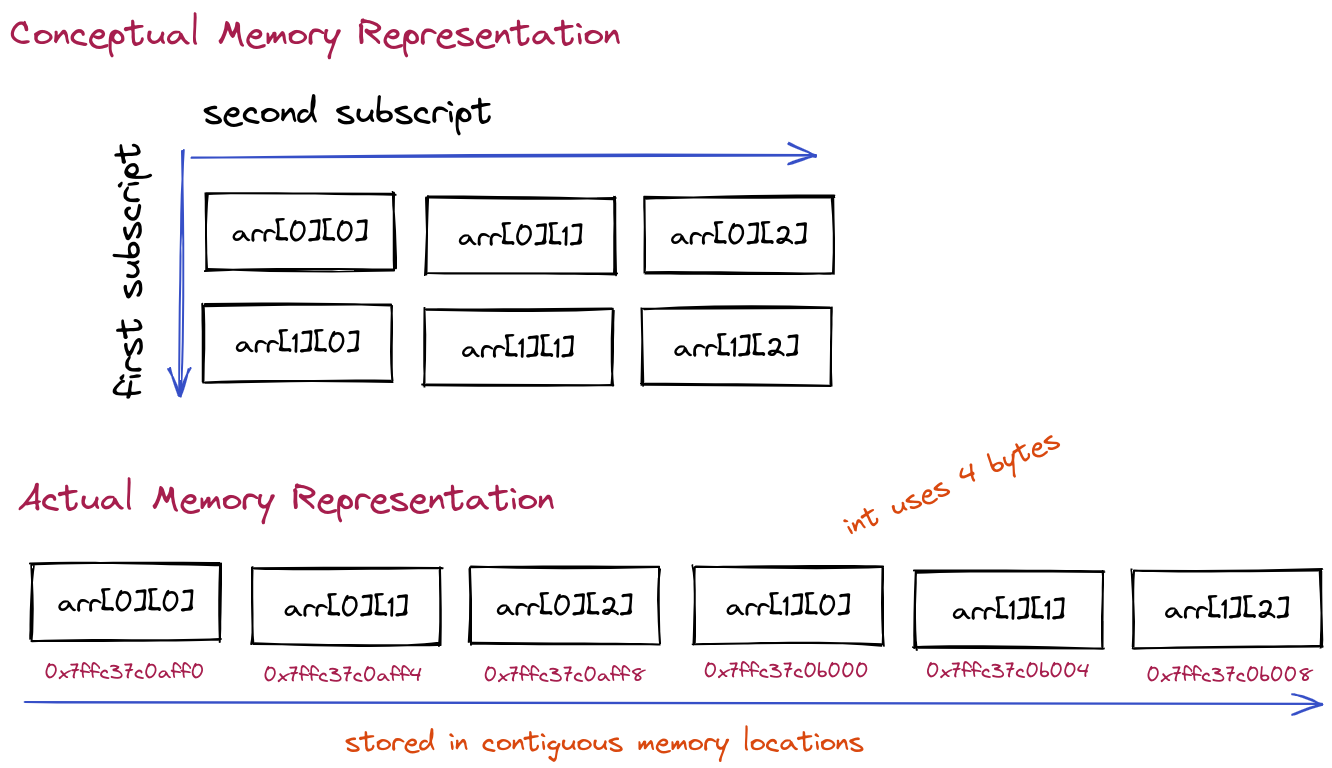 Conceptual Memory Representation
second subscript
first subscript
arr[0][0] arr[0][1] arr[0][2]
arr[1][0] arr[1][1] arr[1][2]
int uses 4 bytes
Actual Memory Representation
arr[0][0] arr[0][1] arr[0][2] arr[1][0] arr[1][1] arr[1][2]
0x7ffc37c0aff0 0x7ffc37c0aff4 0x7ffc37c0aff8 0x7ffc37c0b000 0x7ffc37c0b004 0x7ffc37c0b008
stored in contiguous memory locations